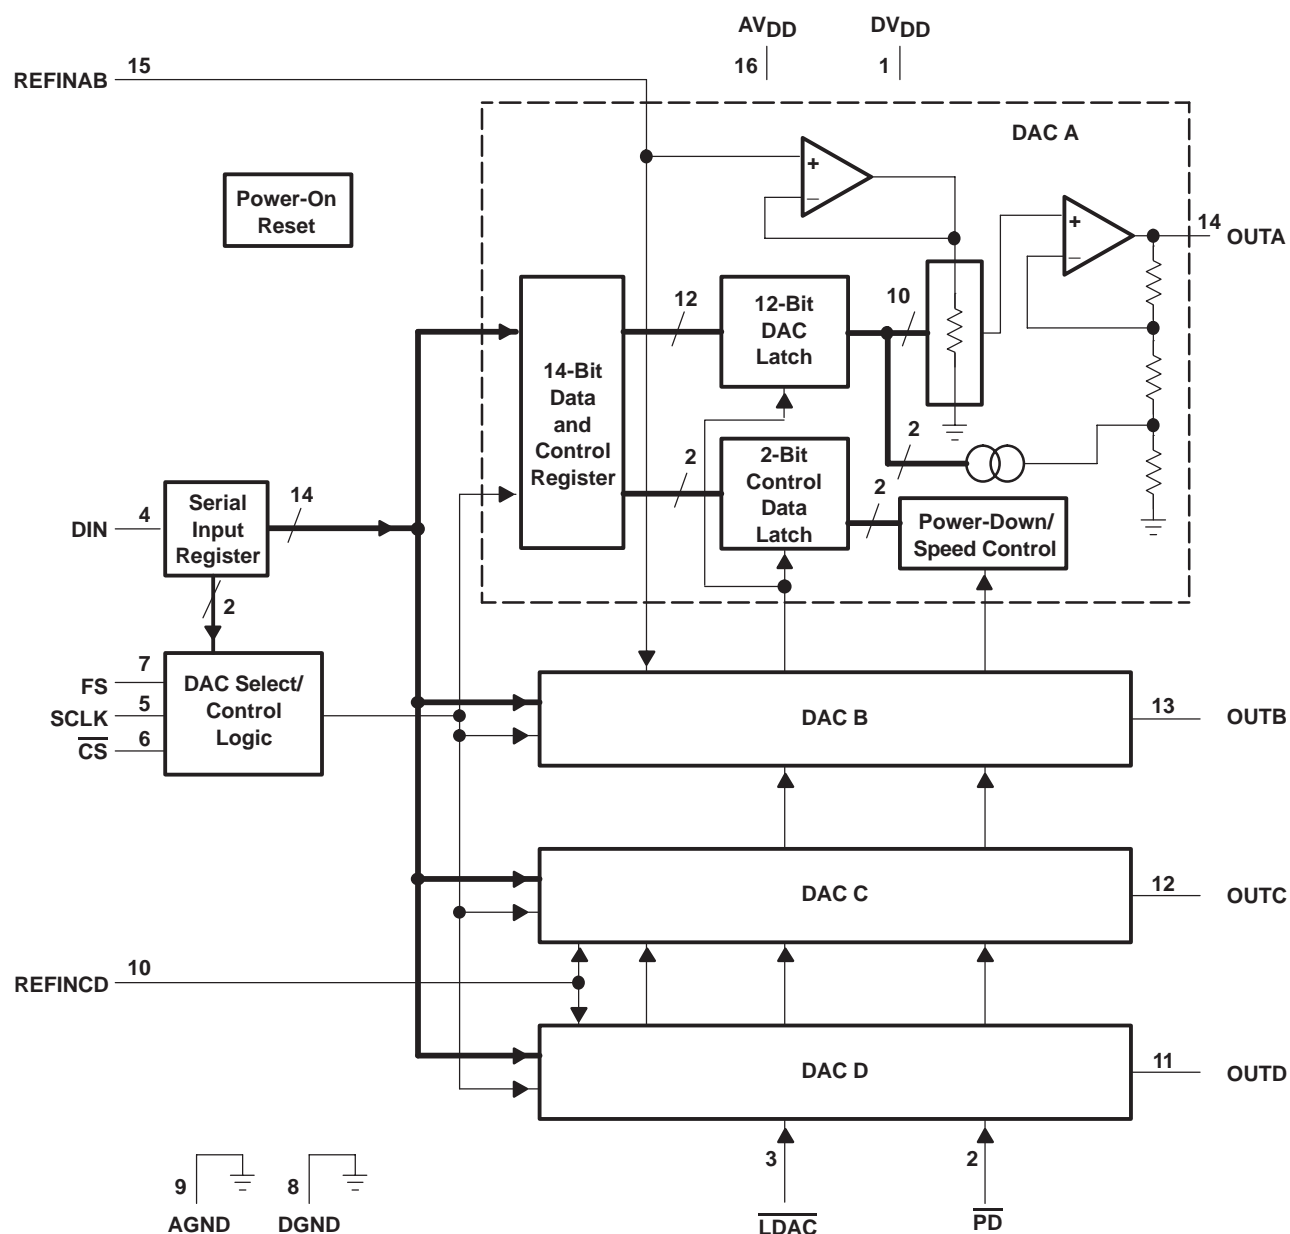 AVDD
DVDD
16
1
REFINAB
15
DAC A
+
−
Power-On
Reset
+
−
14
OUTA
12
12-Bit
DAC
Latch
10
14-Bit
Data
and
Control
Register
2
2-Bit
Control
Data
Latch
2
2
Power-Down/
Speed Control
DIN
4
Serial
Input
Register
14
2
FS
7
SCLK
5
CS
6
DAC Select/
Control
Logic
DAC B
13
OUTB
DAC C
12
OUTC
REFINCD
10
DAC D
11
OUTD
9
AGND
8
DGND
3
LDAC
2
PD